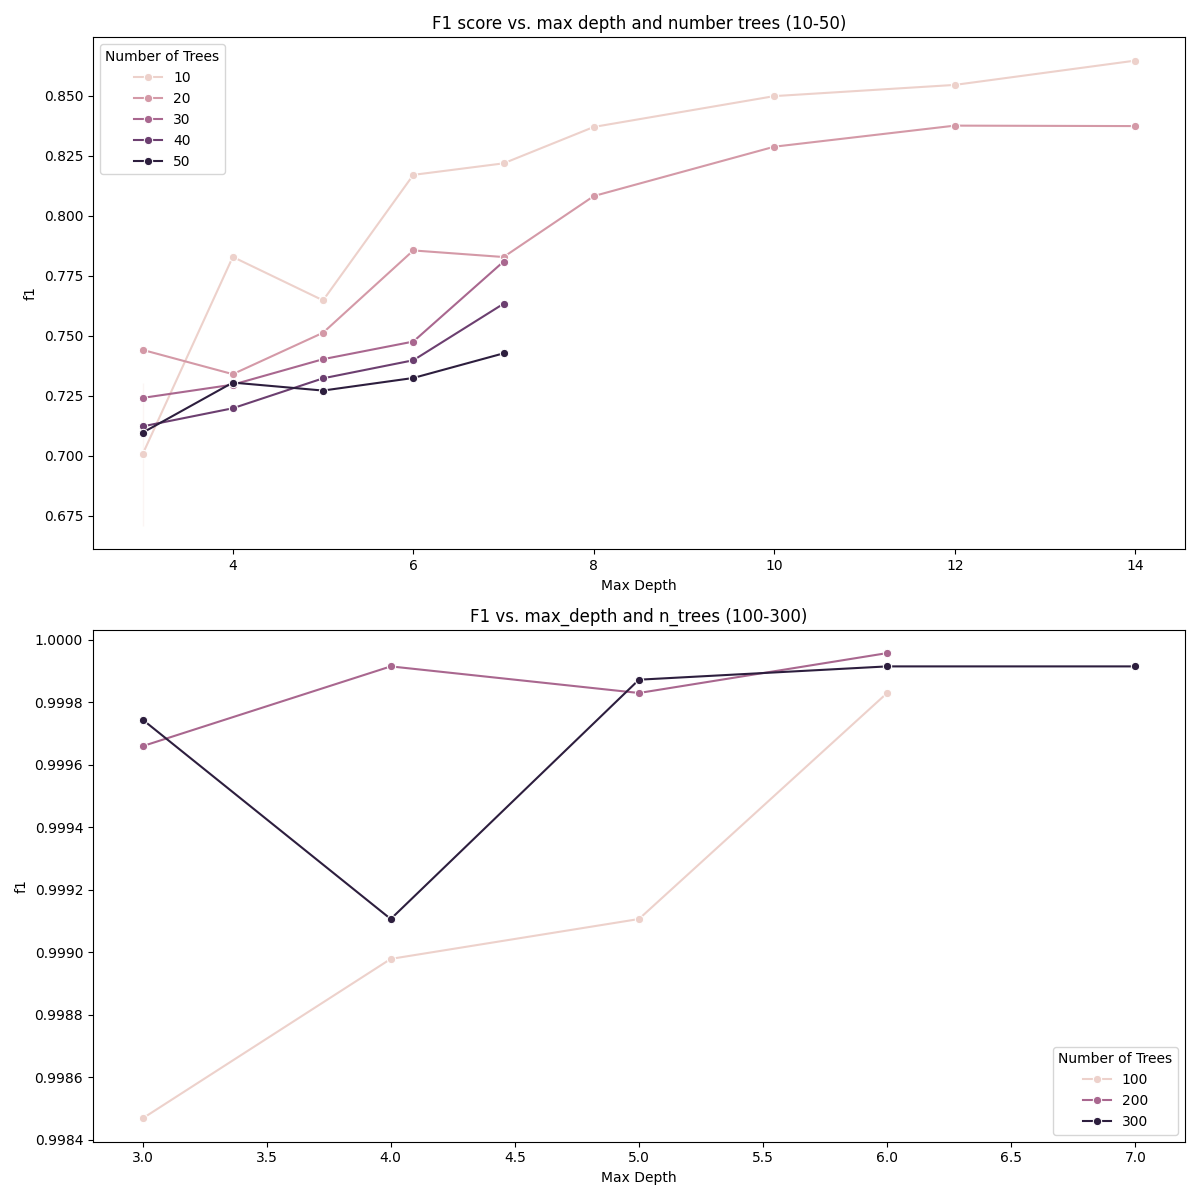 F1 score vs. max depth and number trees (10-50)
Number of Trees
10
20
30
40
50
0.850
0.825
0.800
0.775
0.750
0.725
0.700
0.675
f1
4 6 8 10 12 14
Max Depth
F1 vs. max_depth and n_trees (100-300)
1.0000
0.9998
0.9996
0.9994
0.9992
0.9990
0.9988
0.9986
0.9984
f1
Number of Trees
100
200
300
3.0 3.5 4.0 4.5 5.0 5.5 6.0 6.5 7.0
Max Depth